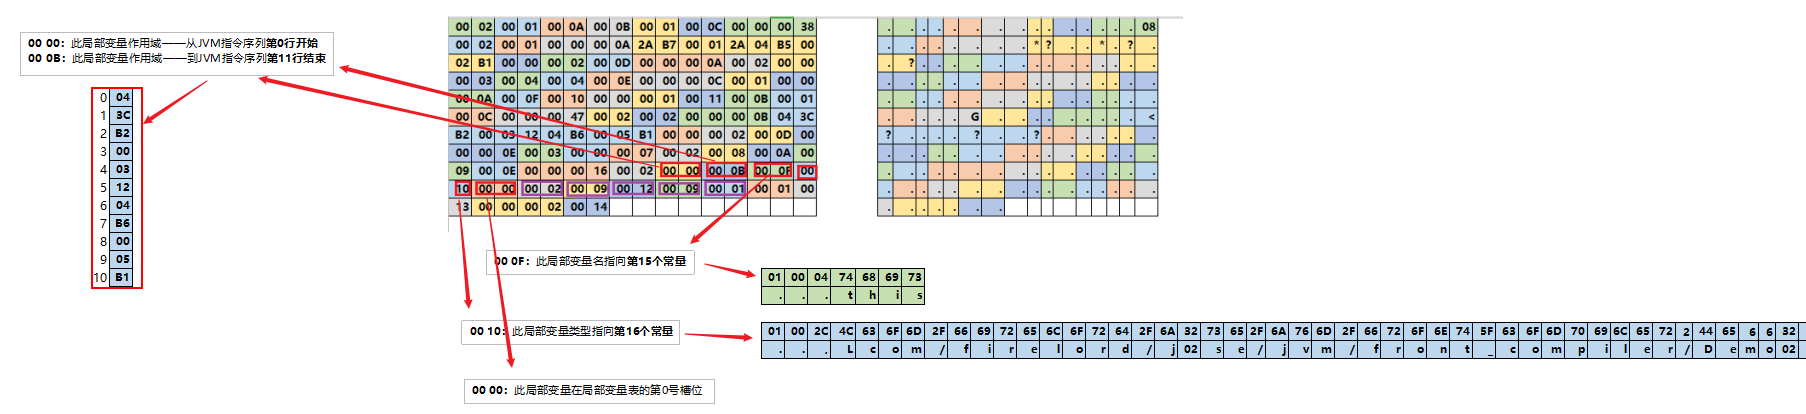 00 00：此局部变量作用域——从JVM指令序列第0行开始
00 0B：此局部变量作用域——到JVM指令序列第11行结束
0 04
1 3C
2 B2
3 00
4 03
5 12
6 04
7 B6
8 00
9 05
10 B1
00 02 00 01 00 0A 00 0B 00 01 00 0C 00 00 00 38
00 02 00 01 00 00 00 0A 2A B7 00 01 2A 04 B5 00
02 B1 00 00 00 02 00 0D 00 00 00 0A 00 02 00 00
00 03 00 04 00 04 00 0E 00 00 00 0C 00 01 00 00
00 0A 00 0F 00 10 00 00 00 01 00 11 00 0B 00 01
00 0C 00 00 00 47 00 02 00 02 00 00 00 0B 04 3C
B2 00 03 12 04 B6 00 05 B1 00 00 00 02 00 0D 00
00 00 0E 00 03 00 00 00 07 00 02 00 08 00 0A 00
09 00 0E 00 00 00 16 00 02 00 00 00 0B 00 0F 00
10 00 00 00 02 00 09 00 12 00 09 00 01 00 01 00
13 00 00 00 02 00 14
. . . . . . . . . . . . . . . 08
. . . . . . . . * ? . . * . ? .
. ? . . . . . . . . . . . . . .
. . . . . . . . . . . . . . . .
. . . . . . . . . . . . . . . .
. . . . . G . . . . . . . . . <
? . . . . ? . . ? . . . . . . .
. . . . . . . . . . . . . . . .
. . . . . . . . . . . . . . . .
. . . . . . . . . . . . . . . .
. . . . . . .
00 0F：此局部变量名指向第15个常量
01 00 04 74 68 69 73
. . . t h i s
00 10：此局部变量类型指向第16个常量
01 00 2C 4C 63 6F 6D 2F 66 69 72 65 6C 6F 72 64 2F 6A 32 73 65 2F 6A 76 6D 2F 66 72 6F 6E 74 5F 63 6F 6D 70 69 6C 65 72 2 44 65 6 6 32
. . . L c o m / f i r e l o r d / j 02 s e / j v m / f r o n t _ c o m p i l e r / D e m o 02
00 00：此局部变量在局部变量表的第0号槽位